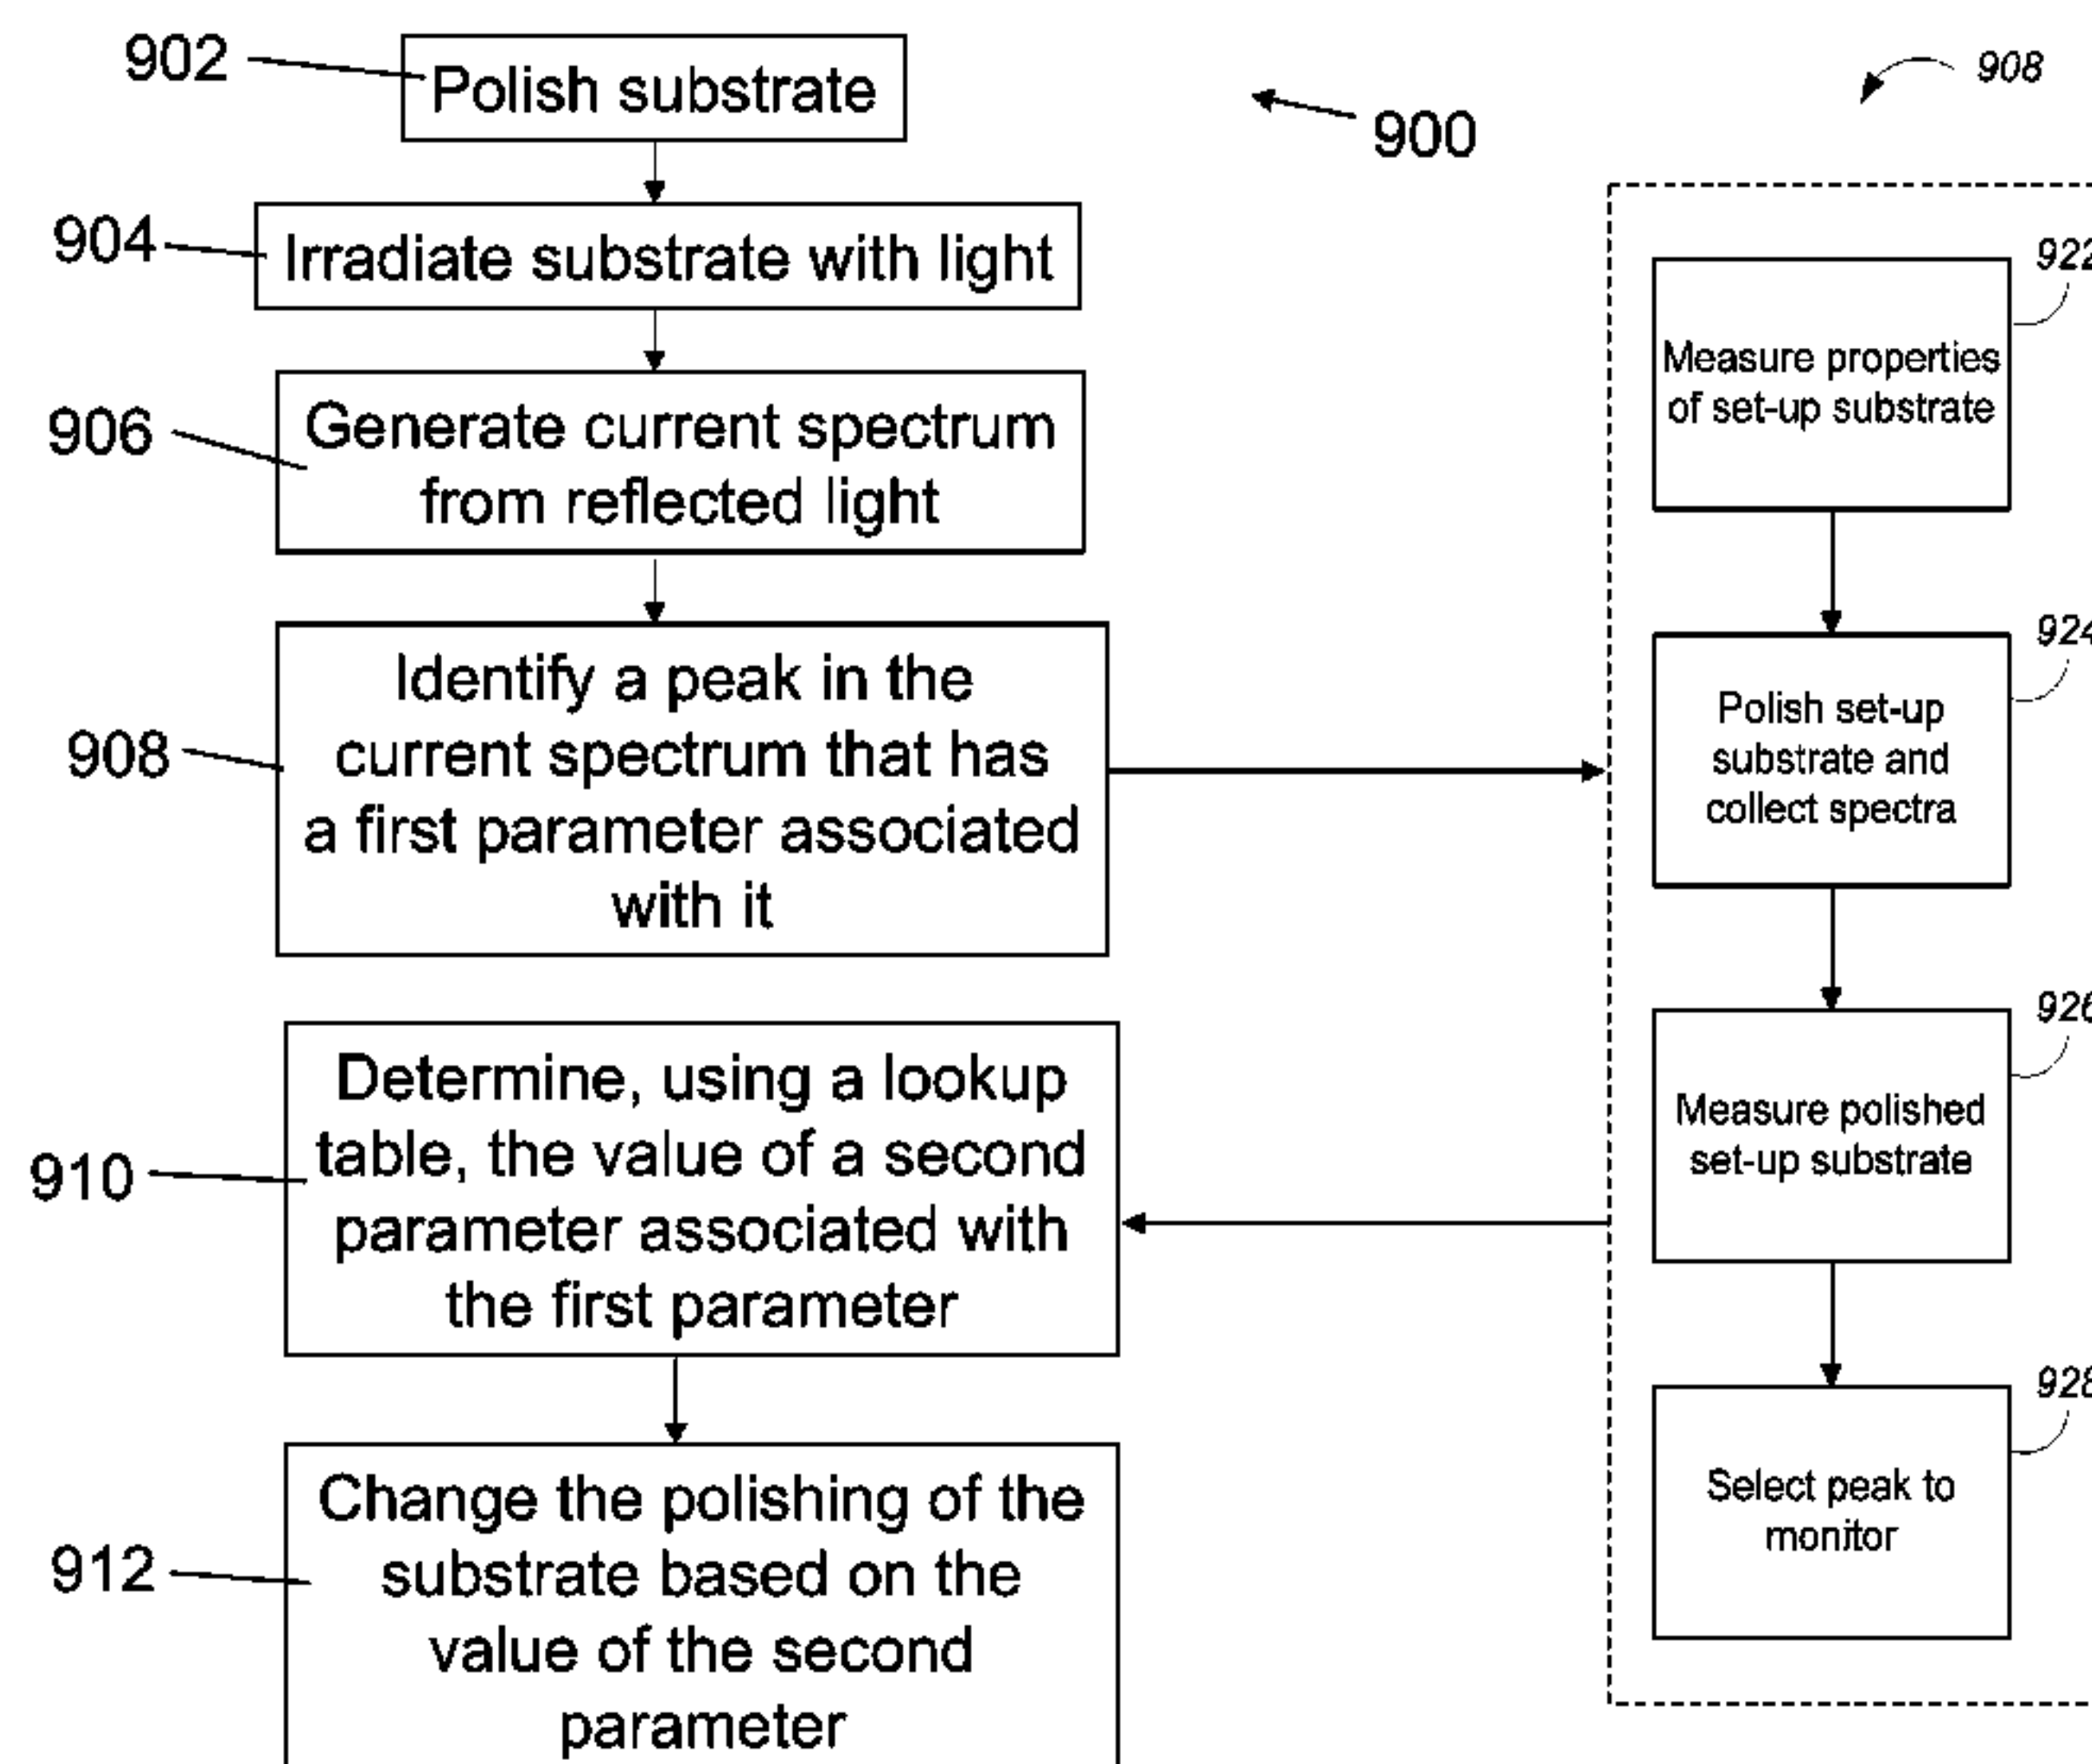 902
Polish substrate
900
908
904
Irradiate substrate with light
906
Generate current spectrum
from reflected light
908
Identify a peak in the
current spectrum that has
a first parameter associated
with it
910
Determine, using a lookup
table, the value of a second
parameter associated with
the first parameter
912
Change the polishing of the
substrate based on the
value of the second
parameter
922
Measure properties
of set-up substrate
924
Polish set-up
substrate and
collect spectra
926
Measure polished
set-up substrate
928
Select peak to
monitor